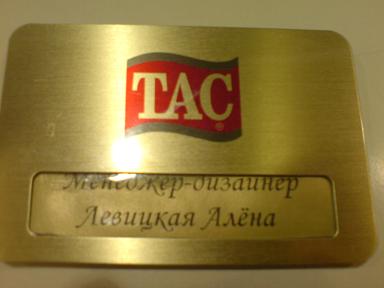 TAC
®
Менеджер-дизайнер
Левицкая Алёна